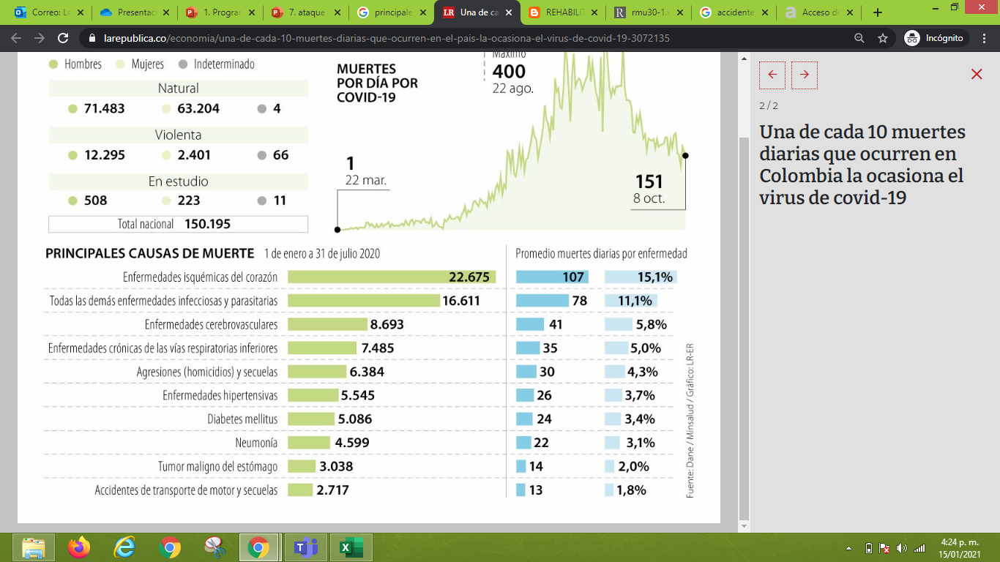 Correo: Lo
Presentac
1. Program
7. ataque
principale
Una de ca
REHABILIT
rmu30-1.v
accidente
Acceso de
larepublica.co/economia/una-de-cada-10-muertes-diarias-que-ocurren-en-el-pais-la-ocasiona-el-virus-de-covid-19-3072135
Incógnito
Hombres Mujeres Indeterminado
Natural
71.483 63.204 4
Violenta
12.295 2.401 66
En estudio
508 223 11
Total nacional 150.195
MUERTES
POR DÍA POR
COVID-19
Máximo
400
22 ago.
1
22 mar.
151
8 oct.
PRINCIPALES CAUSAS DE MUERTE 1 de enero a 31 de julio 2020
Promedio muertes diarias por enfermedad
Enfermedades isquémicas del corazón 22.675 107 15,1%
Todas las demás enfermedades infecciosas y parasitarias 16.611 78 11,1%
Enfermedades cerebrovasculares 8.693 41 5,8%
Enfermedades crónicas de las vías respiratorias inferiores 7.485 35 5,0%
Agresiones (homicidios) y secuelas 6.384 30 4,3%
Enfermedades hipertensivas 5.545 26 3,7%
Diabetes mellitus 5.086 24 3,4%
Neumonía 4.599 22 3,1%
Tumor maligno del estómago 3.038 14 2,0%
Accidentes de transporte de motor y secuelas 2.717 13 1,8%
Fuente: Dane / Minsalud / Gráfico: LR-ER
2 / 2
Una de cada 10 muertes
diarias que ocurren en
Colombia la ocasiona el
virus de covid-19
4:24 p. m.
15/01/2021